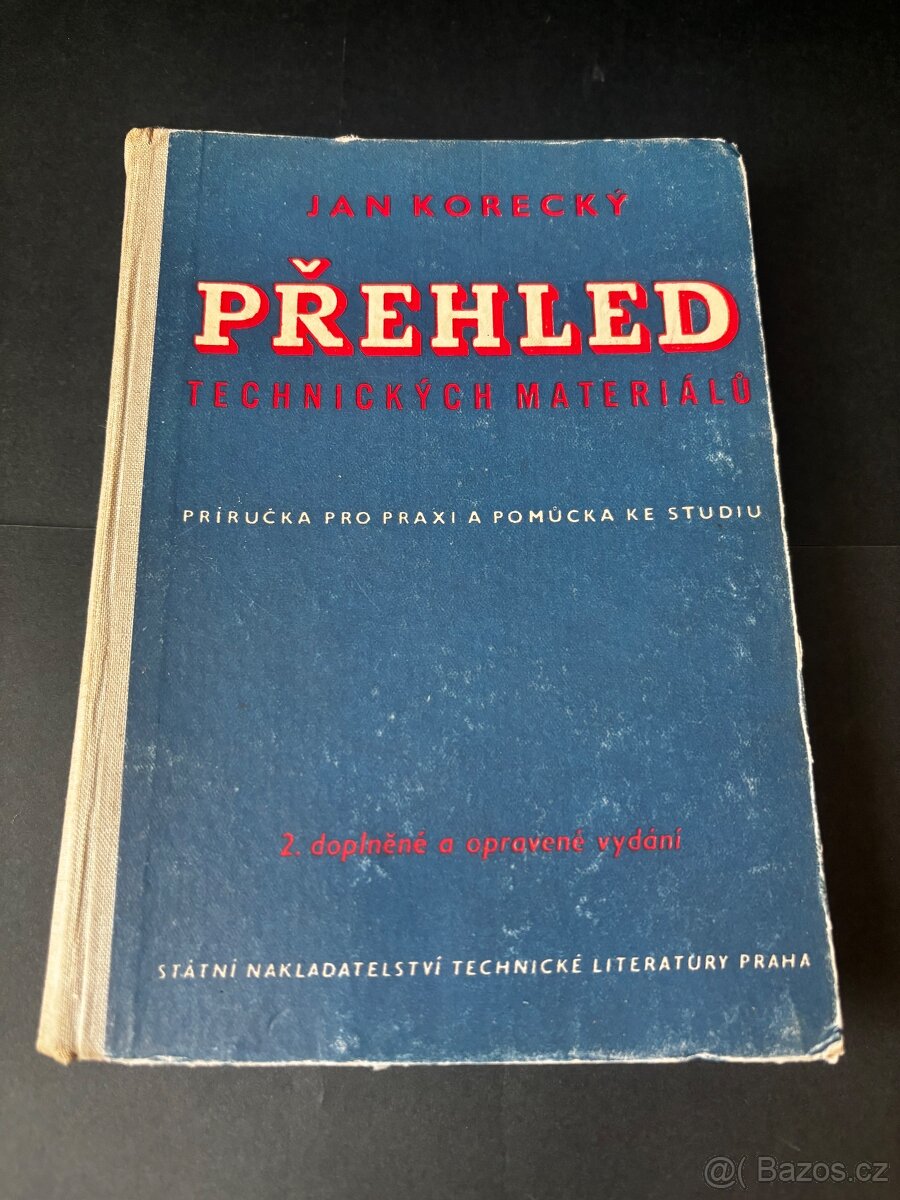 JAN KORECKÝ
PŘEHLED
TECHNICKÝCH MATERIÁLŮ
PRÍRUČKA PRO PRAXI A POMŮCKA KE STUDIU
2. doplněné a opravené vydání
STÁTNÍ NAKLADATELSTVÍ TECHNICKÉ LITERATURY PRAHA
@( Bazos.cz